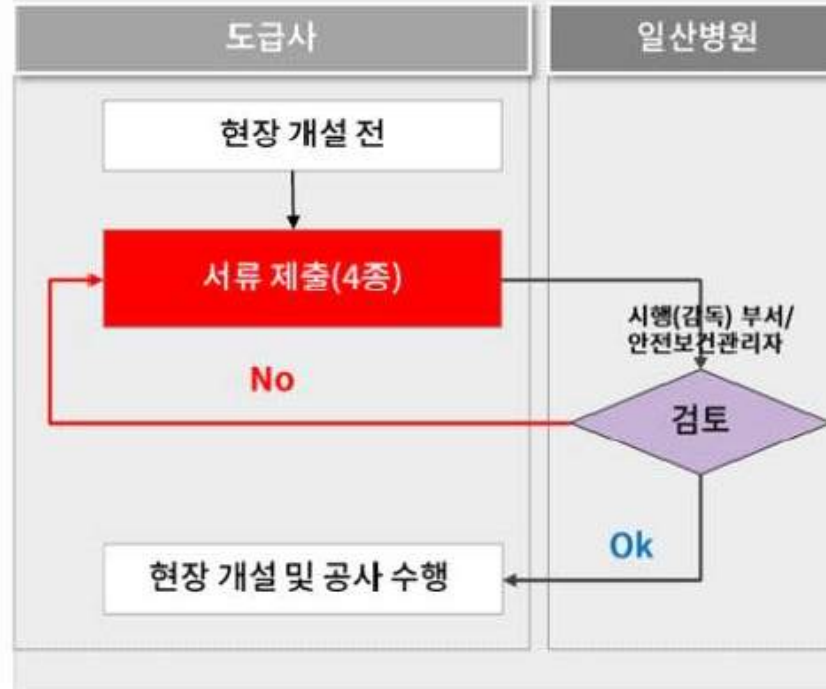 도급사
일산병원
현장 개설 전
서류 제출(4종)
시행(감독) 부서/
안전보건관리자
No
검토
Ok
현장 개설 및 공사 수행